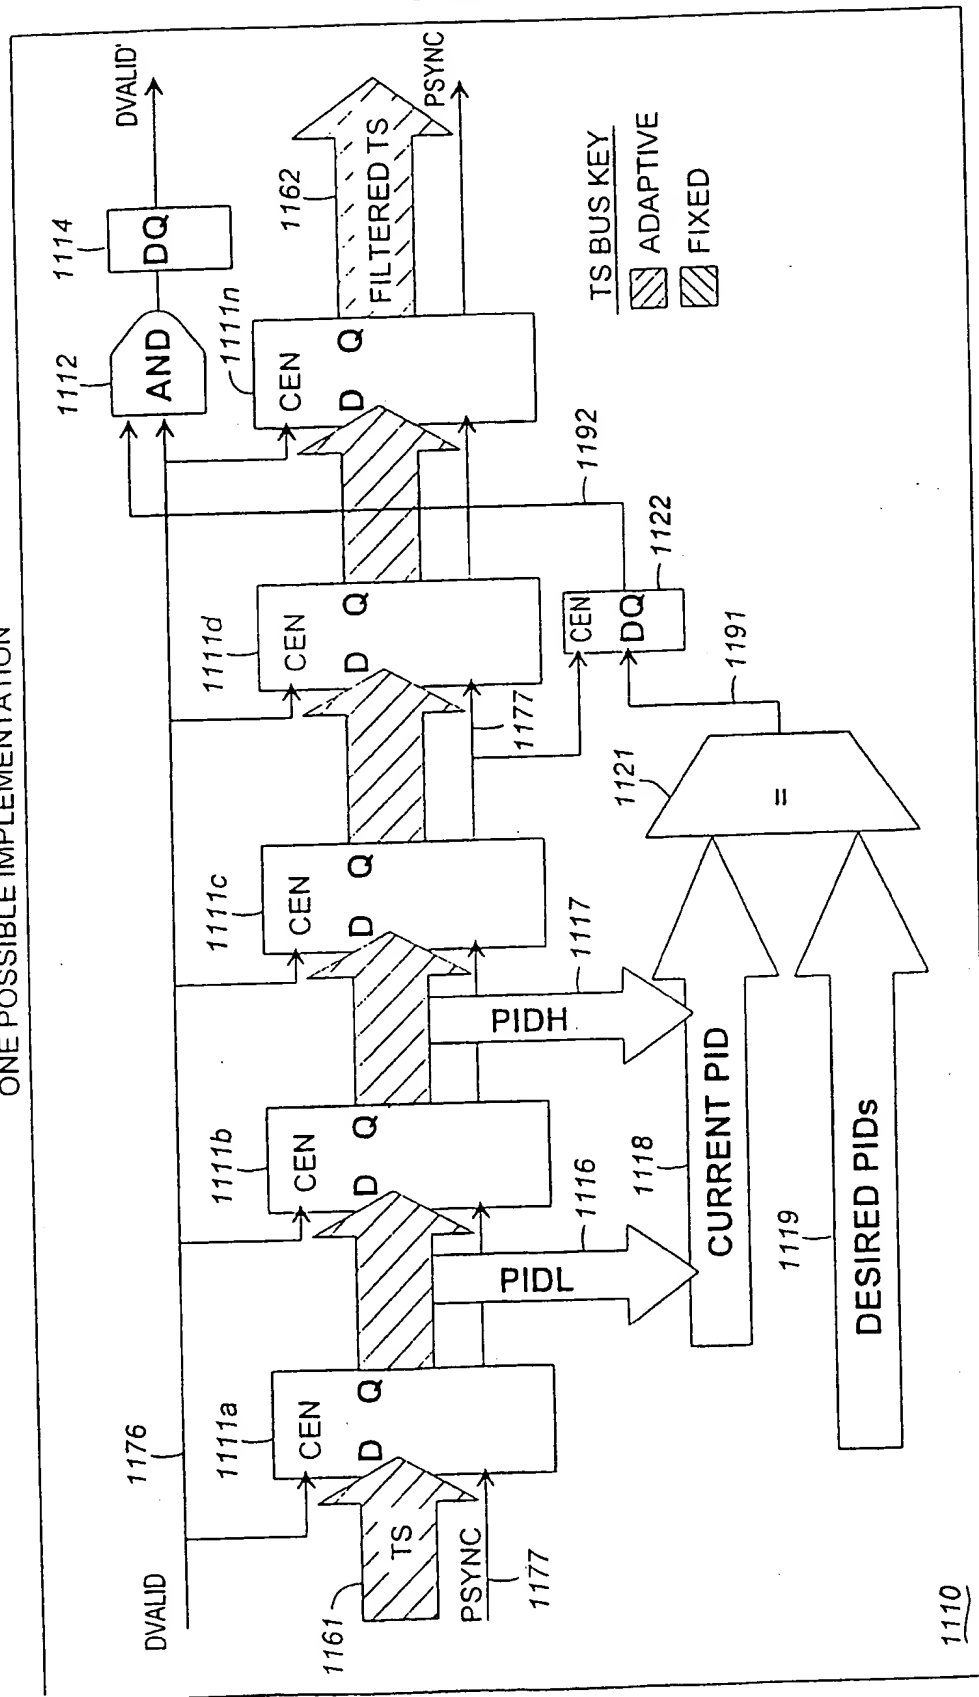 ONE POSSIBLE IMPLEMENTATION
DVALID
1176
1112
AND
1114
DQ
DVALID'
1161
TS
PSYNC
1177
1111a
CEN
D Q
1111b
CEN
D Q
1111c
CEN
D Q
1111d
CEN
D Q
1111n
CEN
D Q
1162
FILTERED TS
PSYNC
PIDL
1116
PIDH
1117
1177
CEN
DQ
1122
1192
1191
1121
=
1118
CURRENT PID
1119
DESIRED PIDs
TS BUS KEY
ADAPTIVE
FIXED
1110